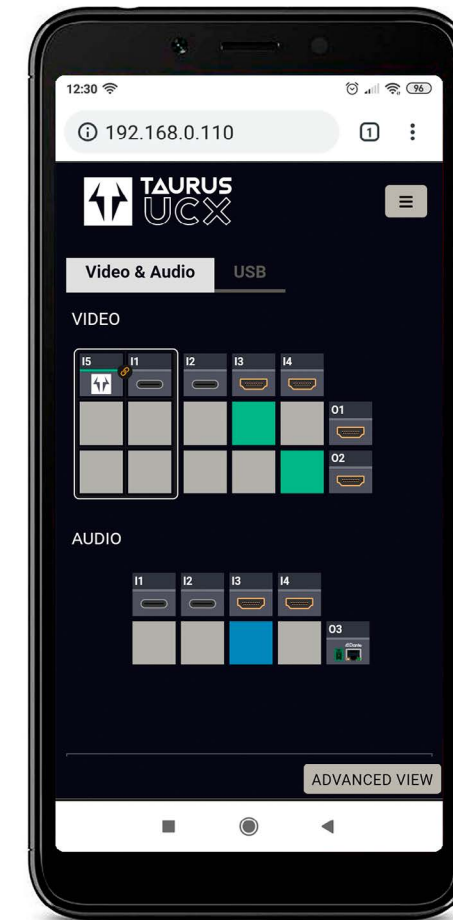 12:30
96
192.168.0.110
1
TAURUS
UCX
Video & Audio USB
VIDEO
I5 I1 I2 I3 I4
O1
O2
AUDIO
I1 I2 I3 I4
O3
Dante
ADVANCED VIEW